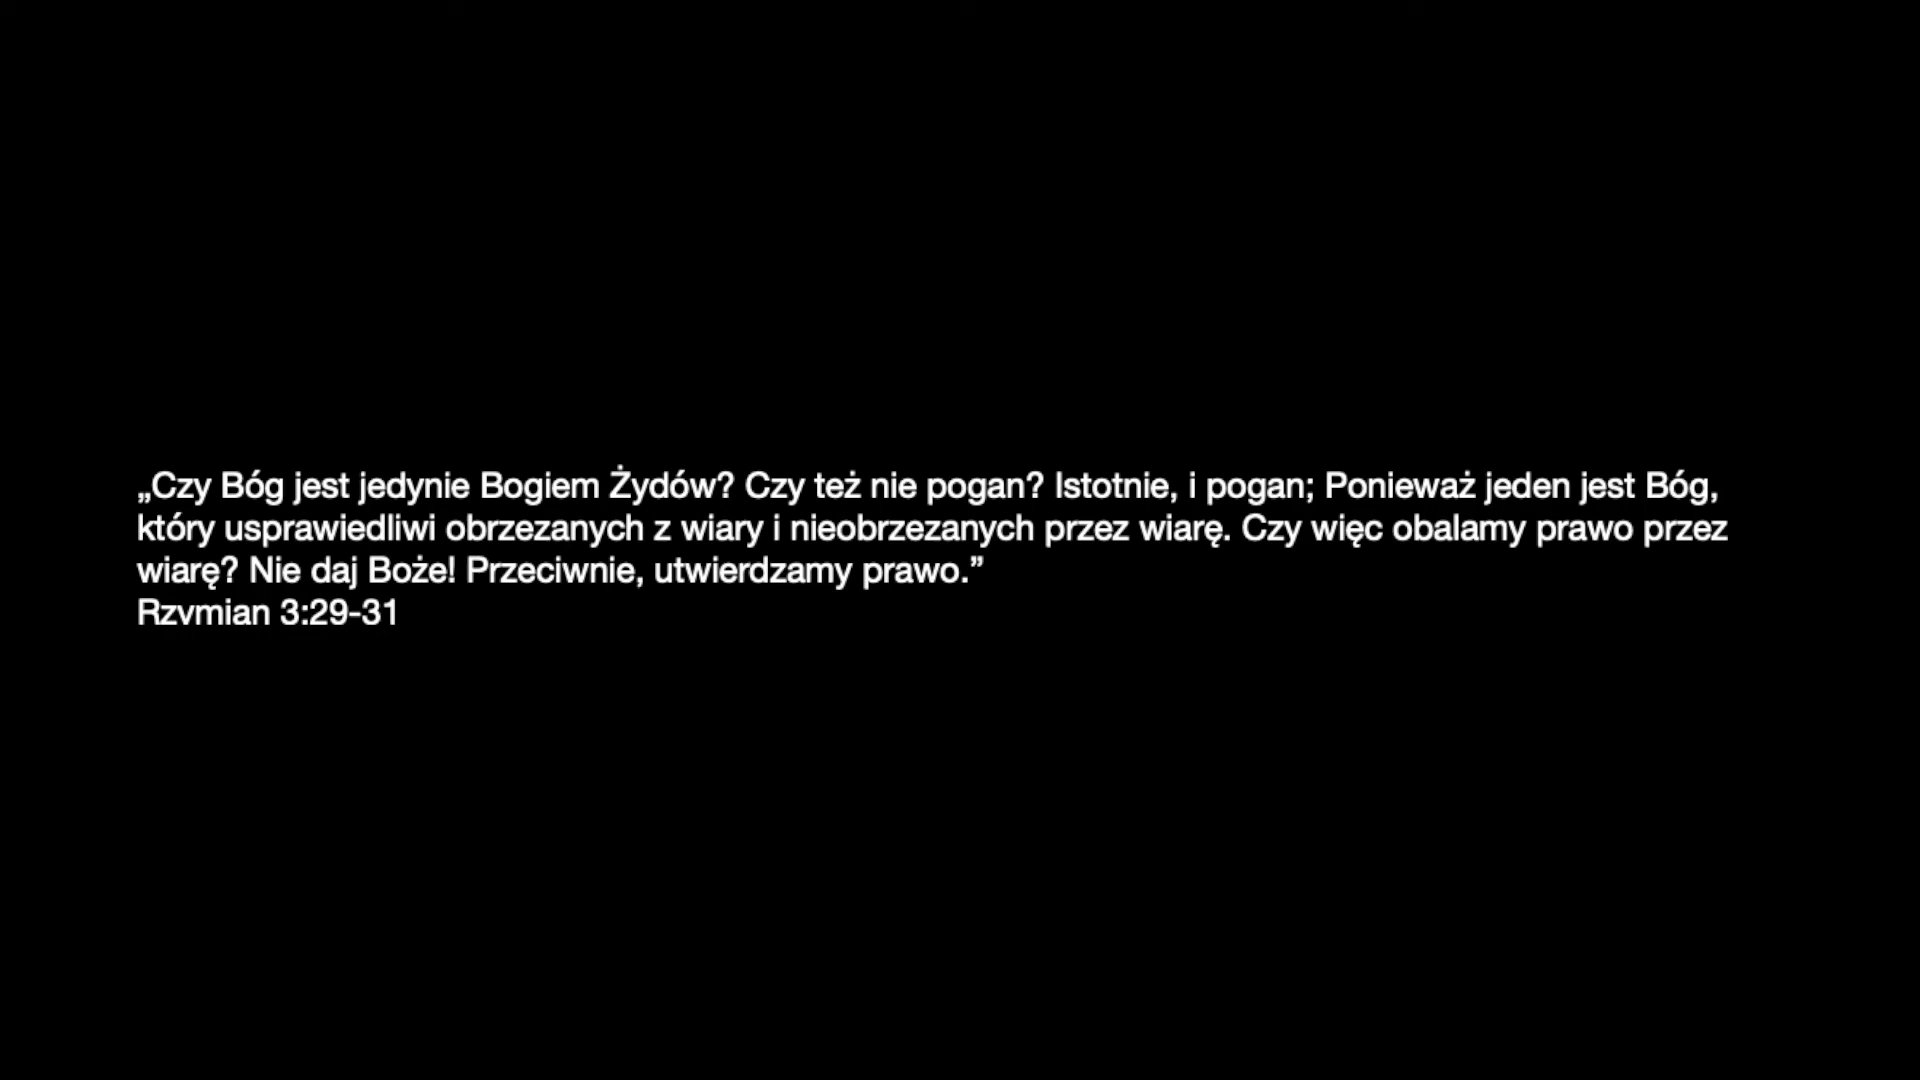 „Czy Bóg jest jedynie Bogiem Żydów? Czy też nie pogan? Istotnie, i pogan; Ponieważ jeden jest Bóg,
który usprawiedliwi obrzezanych z wiary i nieobrzezanych przez wiarę. Czy więc obalamy prawo przez
wiarę? Nie daj Boże! Przeciwnie, utwierdzamy prawo.”
Rzymian 3:29-31